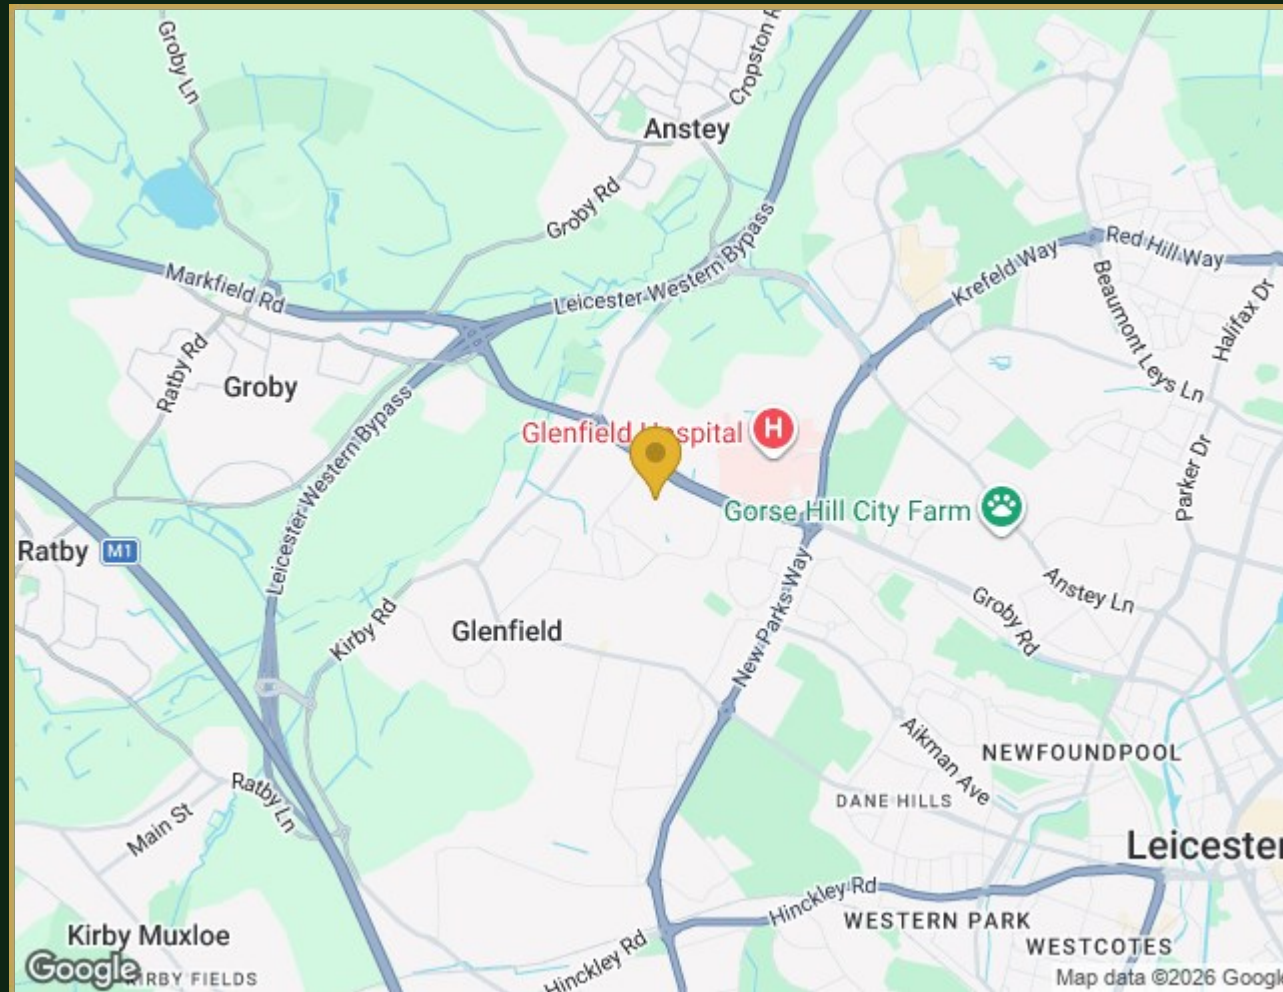 Groby Ln
Cropston R
Anstey
Groby Rd
Leicester Western Bypass
Markfield Rd
Krefeld Way
Red Hill Way
Halifax Dr
Beaumont Leys Ln
Ratby Rd
Groby
Leicester Western Bypass
Glenfield Hospital
H
Parker Dr
Gorse Hill City Farm
Ratby
M1
Anstey Ln
Groby Rd
New Parks Way
Kirby Rd
Glenfield
Aikman Ave
NEWFOUNDPOOL
DANE HILLS
Ratby Ln
Main St
Leicester
Hinckley Rd
WESTERN PARK
WESTCOTES
Kirby Muxloe
Hinckley Rd
Google
KIRBY FIELDS
Map data ©2026 Google